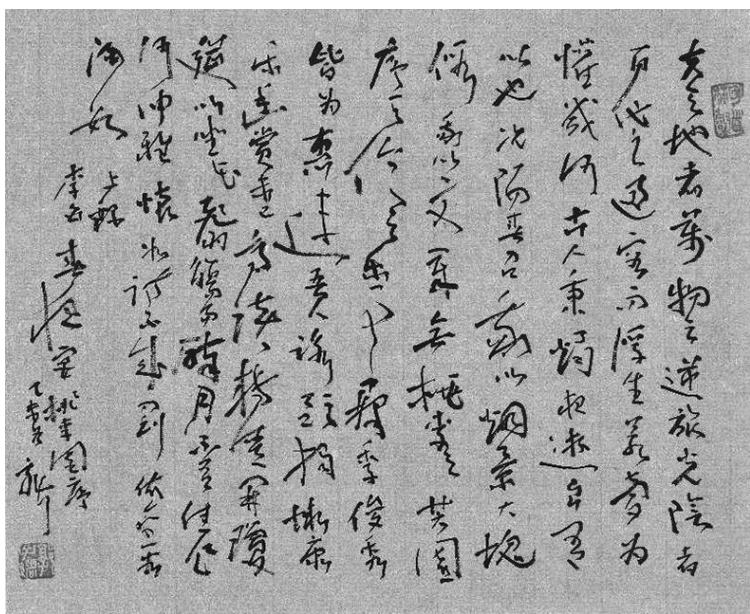 夫天地者萬物之逆旅光陰者
百代之過客而浮生若夢為
懽幾何古人秉燭夜遊良有
以也况陽春召我以烟景大塊
假我以文章會桃李之芳園
序天倫之樂事群季俊秀
皆為惠連吾人詠歌獨慚康
樂幽賞未已高談轉清開瓊
筵以坐花飛羽觴而醉月不有佳作
何伸雅懷如詩不成罰依金谷
酒數
上録
李白春夜宴桃李園序